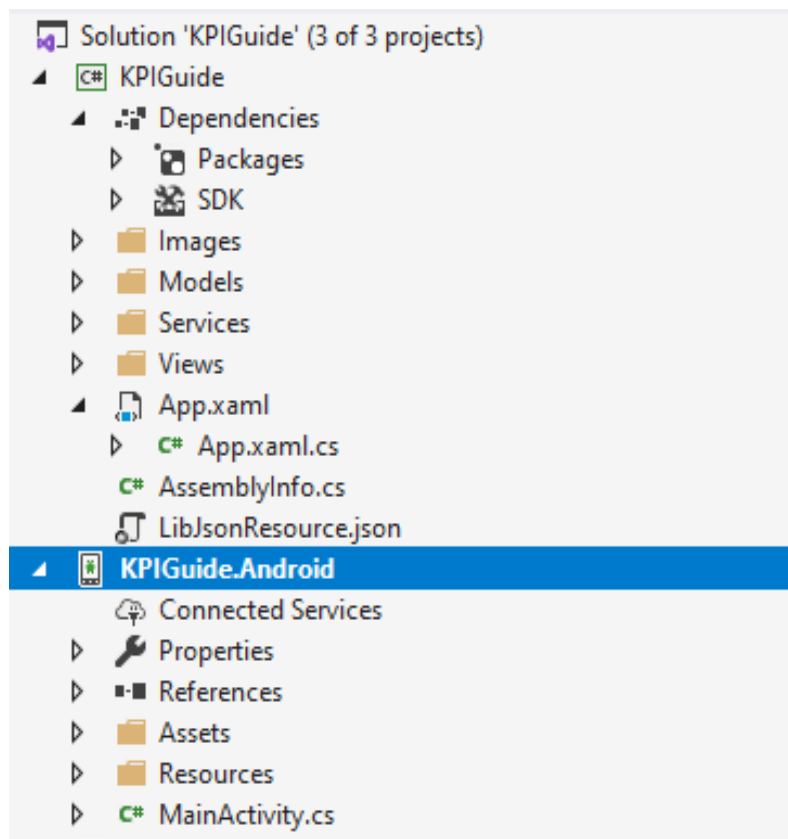 Solution 'KPIGuide' (3 of 3 projects)
C# KPIGuide
Dependencies
Packages
SDK
Images
Models
Services
Views
App.xaml
C# App.xaml.cs
C# AssemblyInfo.cs
LibJsonResource.json
KPIGuide.Android
Connected Services
Properties
References
Assets
Resources
C# MainActivity.cs